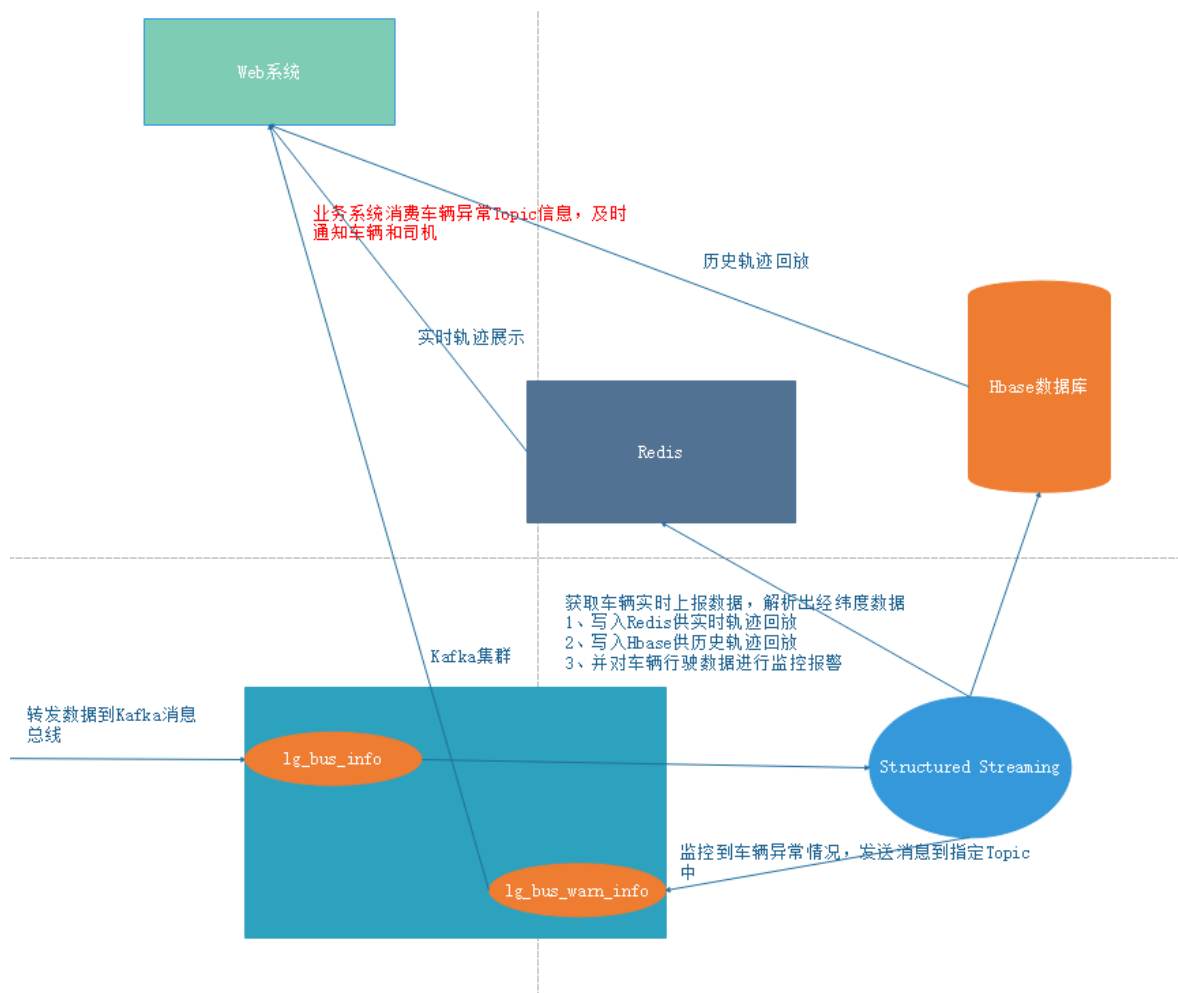 Web系统
业务系统消费车辆异常Topic信息，及时
通知车辆和司机
历史轨迹回放
实时轨迹展示
Hbase数据库
Redis
获取车辆实时上报数据，解析出经纬度数据
1、写入Redis供实时轨迹回放
2、写入Hbase供历史轨迹回放
3、并对车辆行驶数据进行监控报警
Kafka集群
转发数据到Kafka消息
总线
lg_bus_info
Structured Streaming
监控到车辆异常情况，发送消息到指定Topic
中
lg_bus_warn_info